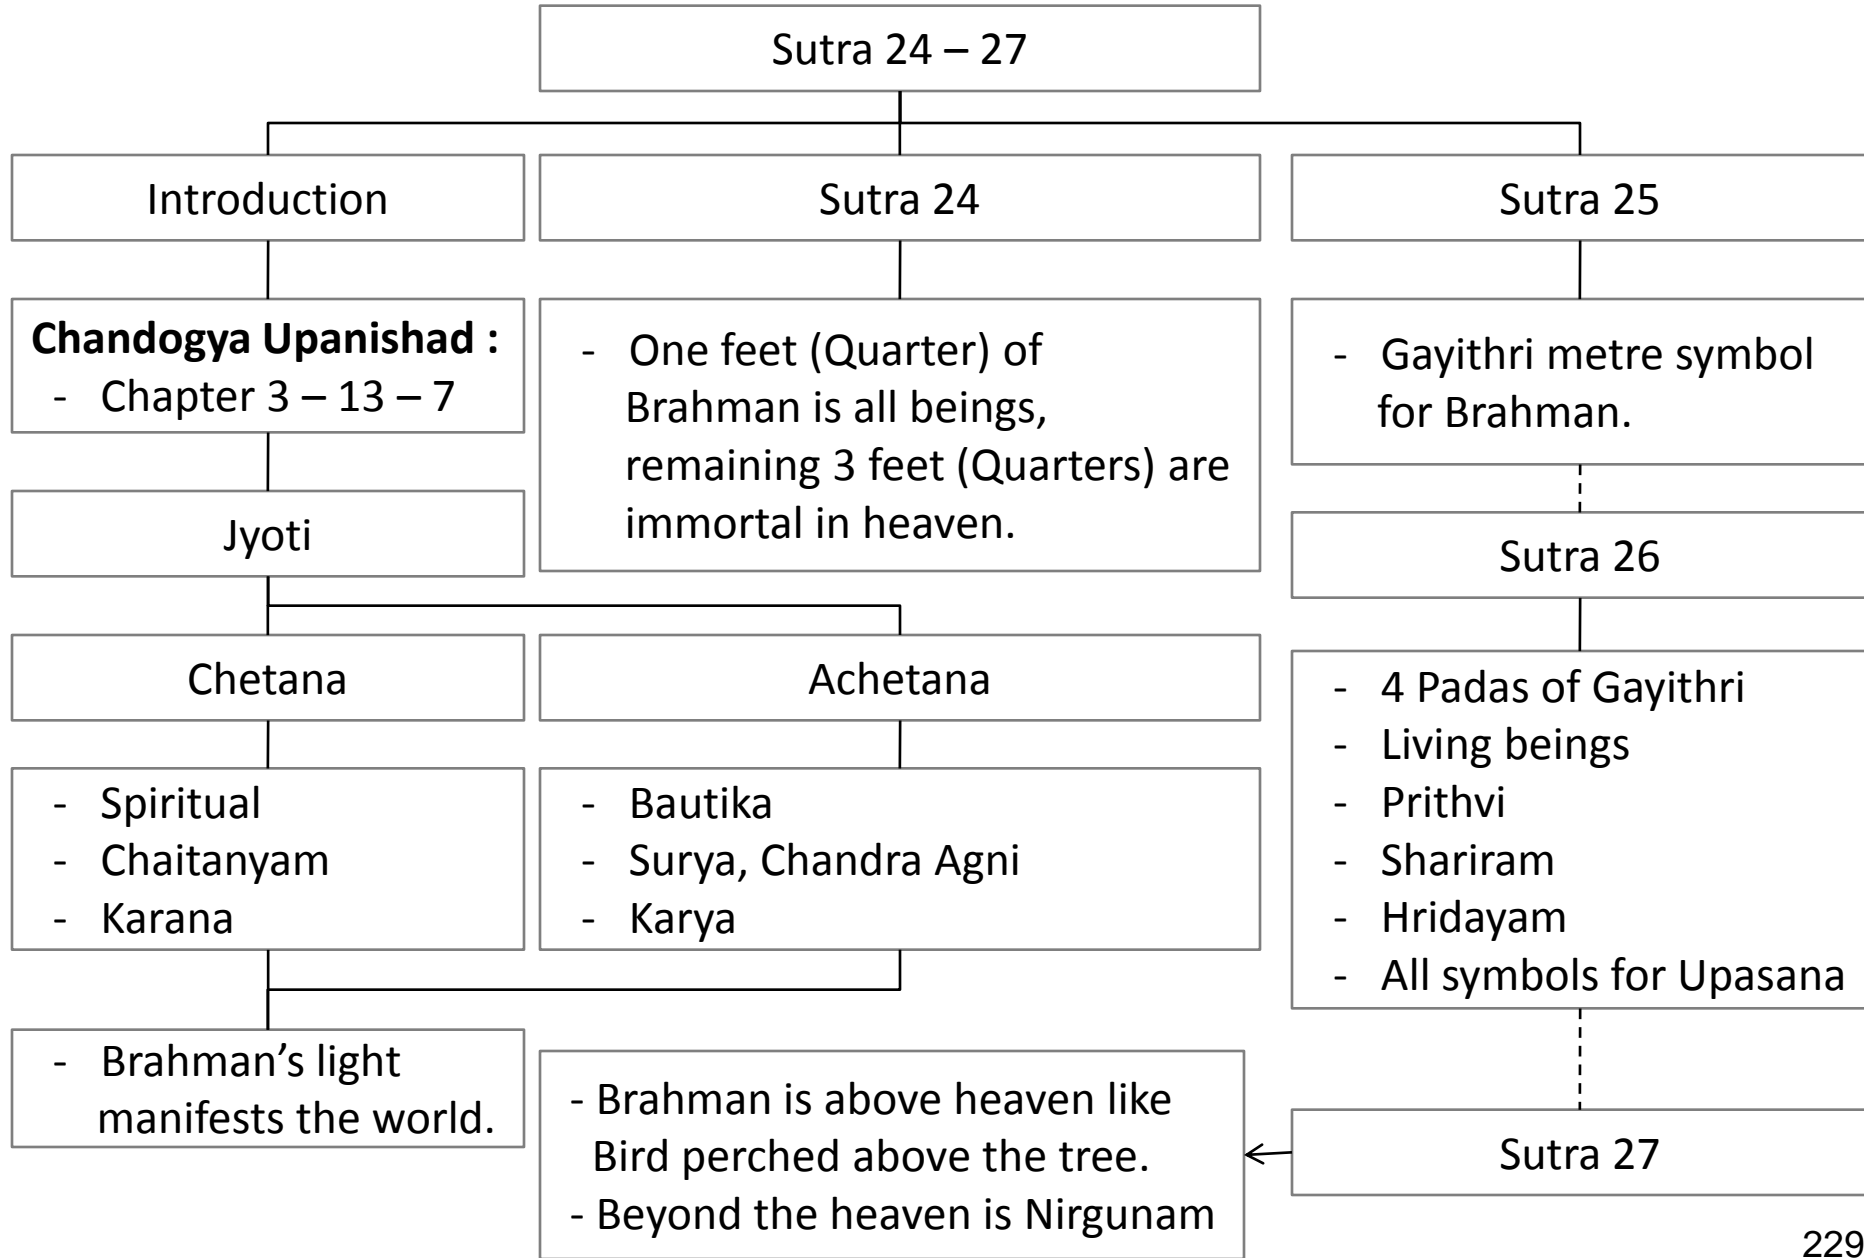 Sutra 24 – 27
Introduction
Chandogya Upanishad :
- Chapter 3 – 13 – 7
Jyoti
Chetana
- Spiritual
- Chaitanyam
- Karana
Achetana
- Bautika
- Surya, Chandra Agni
- Karya
- Brahman’s light
manifests the world.
Sutra 24
- One feet (Quarter) of
Brahman is all beings,
remaining 3 feet (Quarters) are
immortal in heaven.
Sutra 25
- Gayithri metre symbol
for Brahman.
Sutra 26
- 4 Padas of Gayithri
- Living beings
- Prithvi
- Shariram
- Hridayam
- All symbols for Upasana
Sutra 27
- Brahman is above heaven like
Bird perched above the tree.
- Beyond the heaven is Nirgunam
229